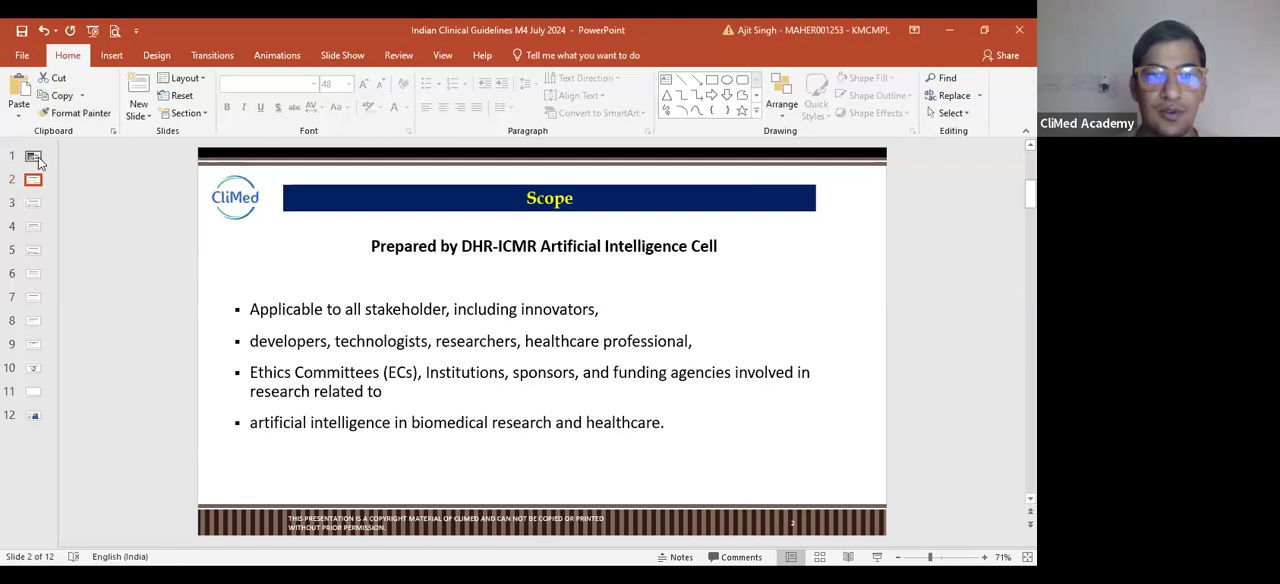 Indian Clinical Guidelines M4 July 2024 - PowerPoint
Ajit Singh - MAHER001253 - KMCMPL
File Home Insert Design Transitions Animations Slide Show Review View Help Tell me what you want to do Share
Paste
Cut
Copy
Format Painter
Clipboard
New
Slide
Layout
Reset
Section
Slides
48
Font
Text Direction
Align Text
Convert to SmartArt
Paragraph
Arrange
Quick
Styles
Shape Fill
Shape Outline
Shape Effects
Drawing
Find
Replace
Select
Editing
CliMed Academy
1
2
3
4
5
6
7
8
9
10
11
12
CliMed
Scope
Prepared by DHR-ICMR Artificial Intelligence Cell
▪ Applicable to all stakeholder, including innovators,
▪ developers, technologists, researchers, healthcare professional,
▪ Ethics Committees (ECs), Institutions, sponsors, and funding agencies involved in
research related to
▪ artificial intelligence in biomedical research and healthcare.
THIS PRESENTATION IS A COPYRIGHT MATERIAL OF CLIMED AND CAN NOT BE COPIED OR PRINTED
WITHOUT PRIOR PERMISSION.
2
Slide 2 of 12 English (India) Notes Comments 71%